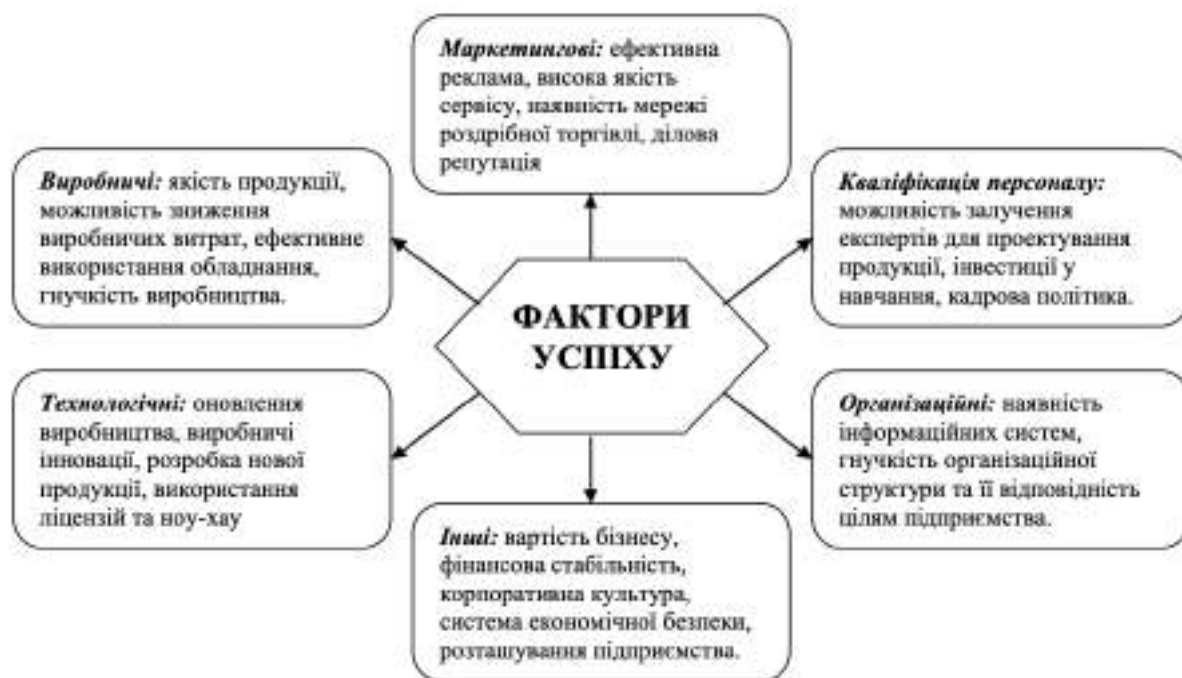 Маркетингові: ефективна
реклама, висока якість
сервісу, наявність мережі
роздрібної торгівлі, ділова
репутація
Виробничі: якість продукції,
можливість зниження
виробничих витрат, ефективне
використання обладнання,
гнучкість виробництва.
Кваліфікація персоналу:
можливість залучення
експертів для проектування
продукції, інвестиції у
навчання, кадрова політика.
ФАКТОРИ
УСПІХУ
Технологічні: оновлення
виробництва, виробничі
інновації, розробка нової
продукції, використання
ліцензій та ноу-хау
Організаційні: наявність
інформаційних систем,
гнучкість організаційної
структури та її відповідність
цілям підприємства.
Інші: вартість бізнесу,
фінансова стабільність,
корпоративна культура,
система економічної безпеки,
розташування підприємства.